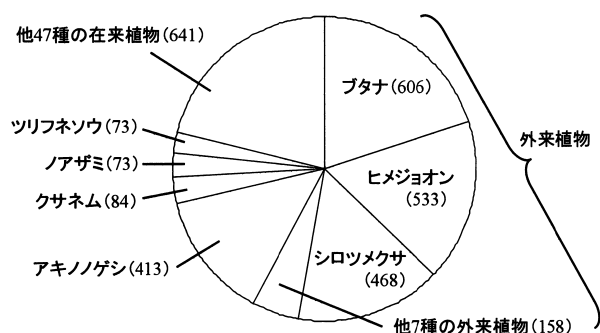 他47種の在来植物(641)
ブタナ(606)
外来植物
ツリフネソウ(73)
ノアザミ(73)
クサネム(84)
ヒメジョオン
(533)
アキノノゲシ(413)
シロツメクサ
(468)
他7種の外来植物(158)